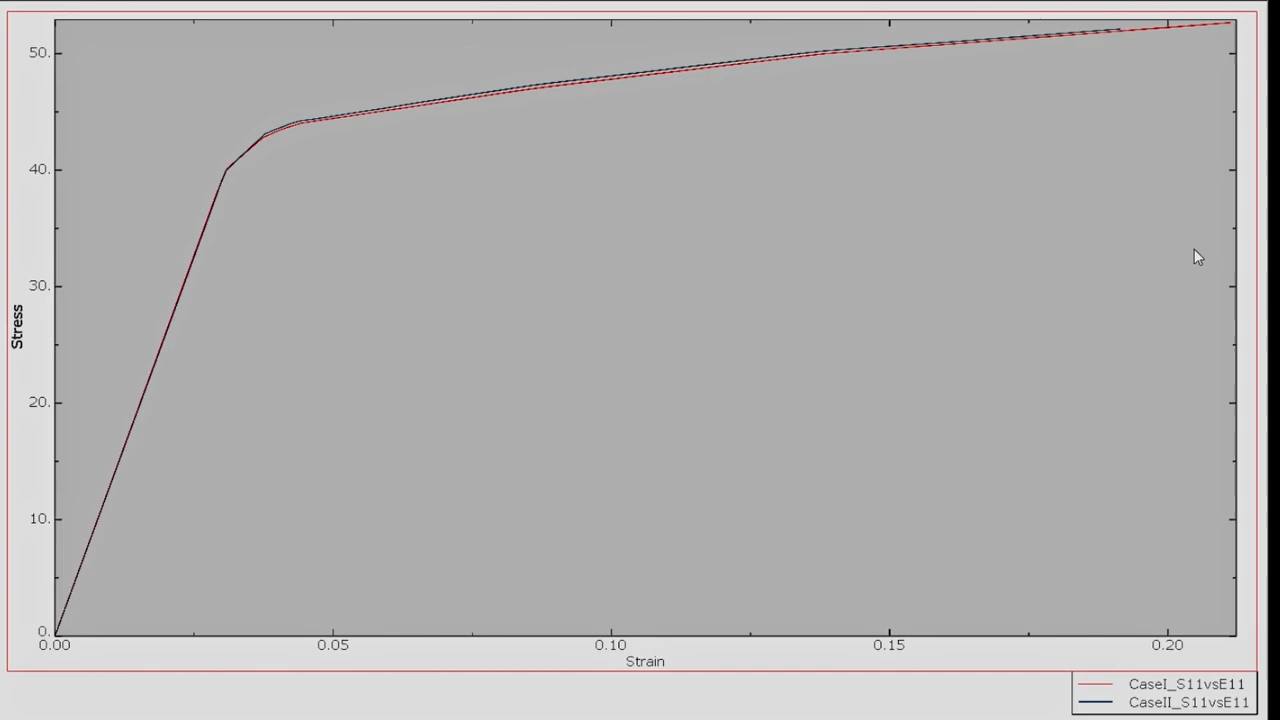 50.
40.
30.
20.
10.
0.
Stress
0.00 0.05 0.10 0.15 0.20
Strain
CaseI_S11vsE11
CaseII_S11vsE11